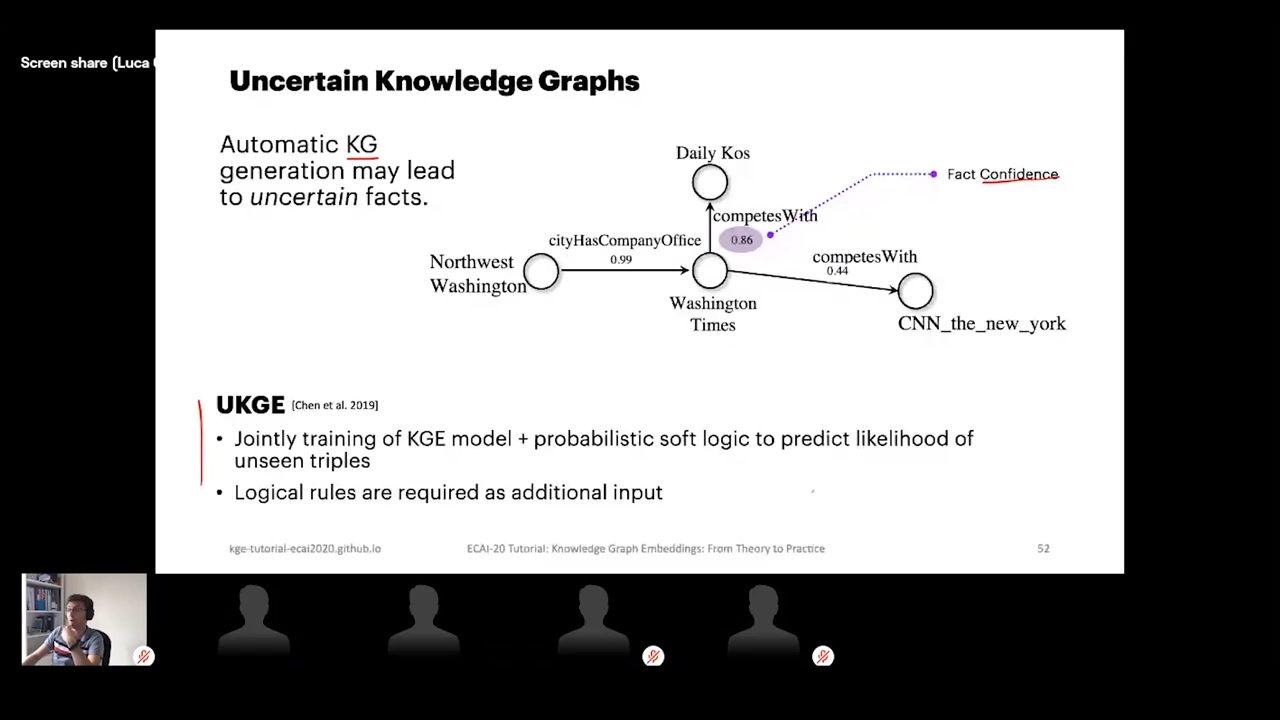 Screen share (Luca
Uncertain Knowledge Graphs
Automatic KG
generation may lead
to uncertain facts.
Daily Kos
Fact Confidence
competesWith
0.86
cityHasCompanyOffice
0.99
competesWith
0.44
Northwest
Washington
Washington
Times
CNN_the_new_york
UKGE [Chen et al. 2019]
• Jointly training of KGE model + probabilistic soft logic to predict likelihood of
unseen triples
• Logical rules are required as additional input
kge-tutorial-ecai2020.github.io
ECAI-20 Tutorial: Knowledge Graph Embeddings: From Theory to Practice
52